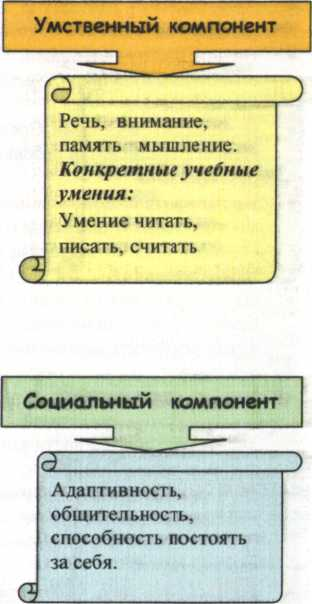 Умственный компонент
Речь, внимание,
память мышление.
Конкретные учебные
умения:
Умение читать,
писать, считать
Социальный компонент
Адаптивность,
общительность,
способность постоять
за себя.